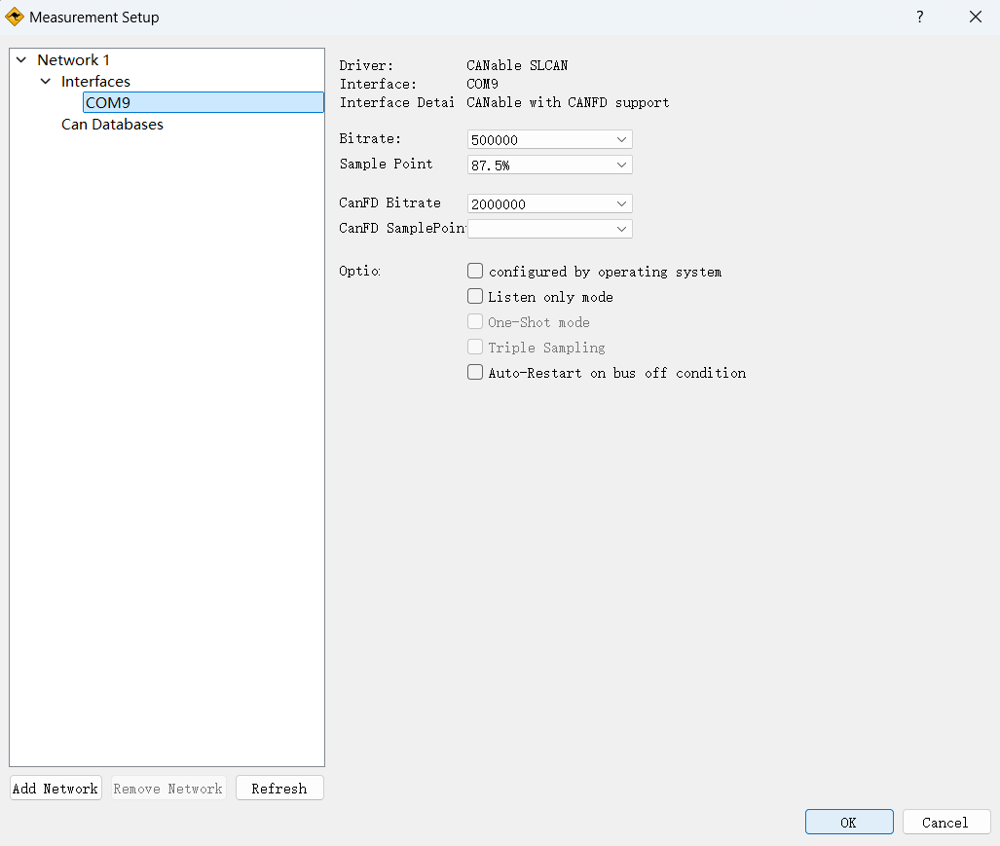 Measurement Setup
?
Network 1
Interfaces
COM9
Can Databases
Driver: CANable SLCAN
Interface: COM9
Interface Detai CANable with CANFD support
Bitrate: 500000
Sample Point 87.5%
CanFD Bitrate 2000000
CanFD SamplePoin
Optio
configured by operating system
Listen only mode
One-Shot mode
Triple Sampling
Auto-Restart on bus off condition
Add Network Remove Network Refresh
OK Cancel